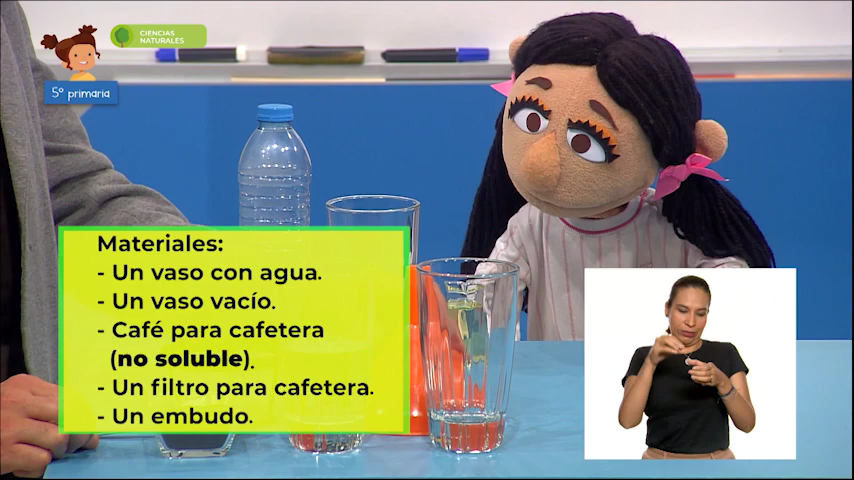 CIENCIAS
NATURALES
5° primaria
Materiales:
- Un vaso con agua.
- Un vaso vacío.
- Café para cafetera
(no soluble).
- Un filtro para cafetera.
- Un embudo.